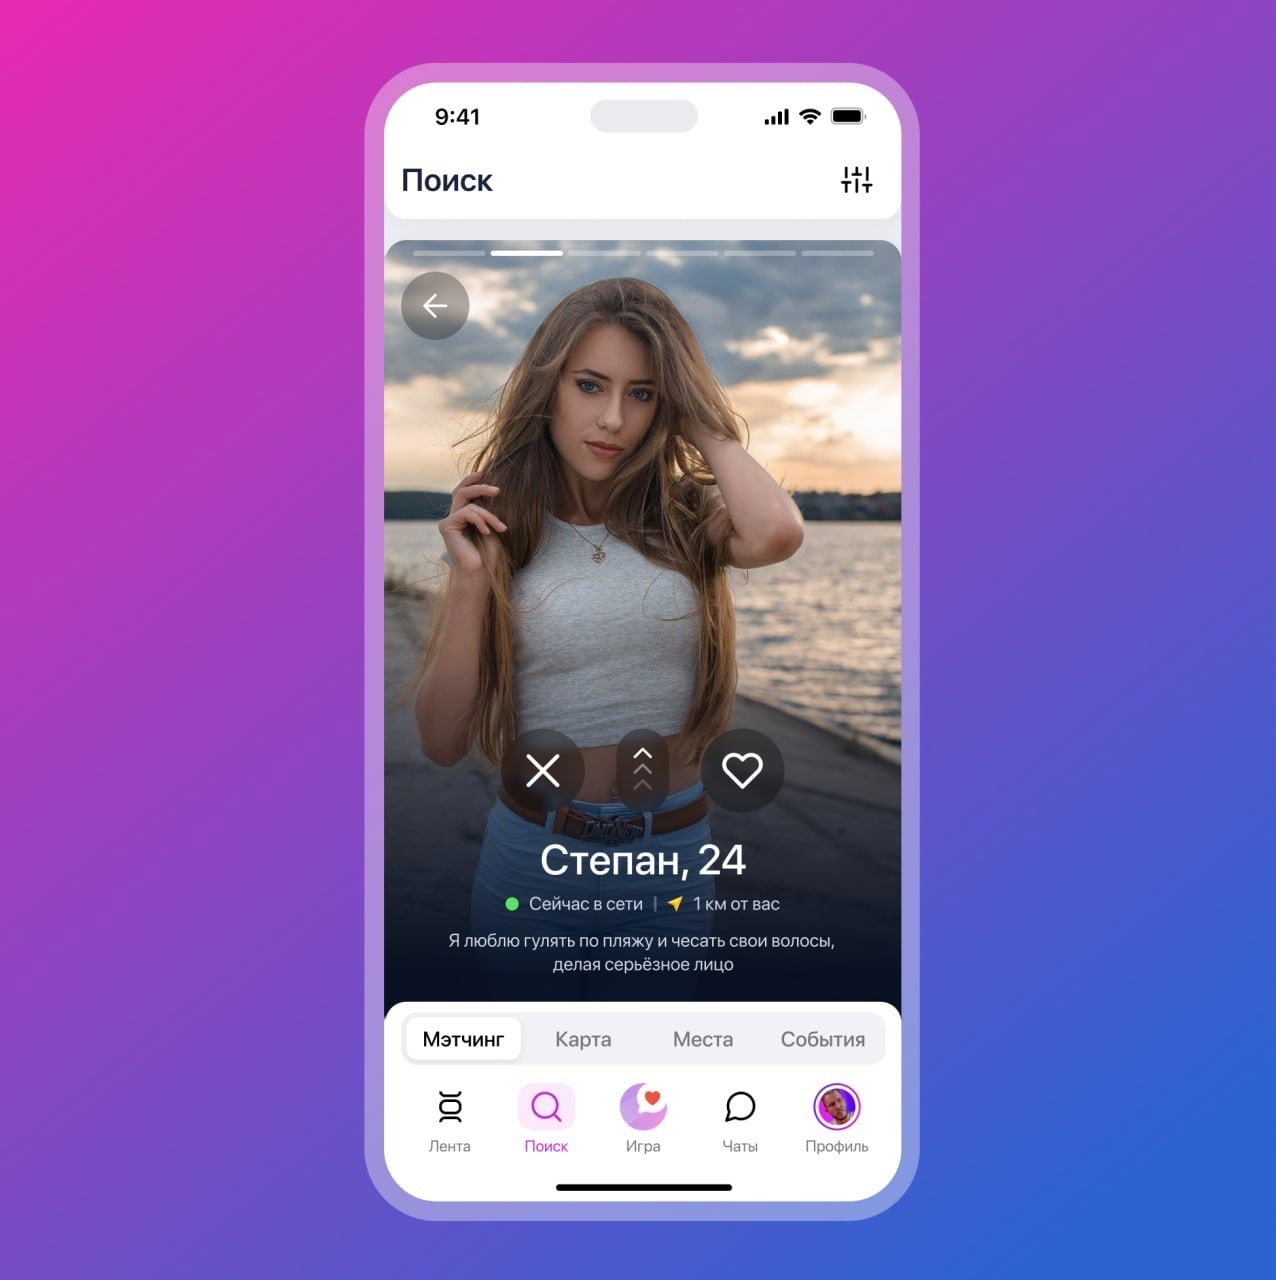 9:41
Поиск
Степан, 24
Сейчас в сети | 1 км от вас
Я люблю гулять по пляжу и чесать свои волосы,
делая серьёзное лицо
Мэтчинг Карта Места События
Лента Поиск Игра Чаты Профиль